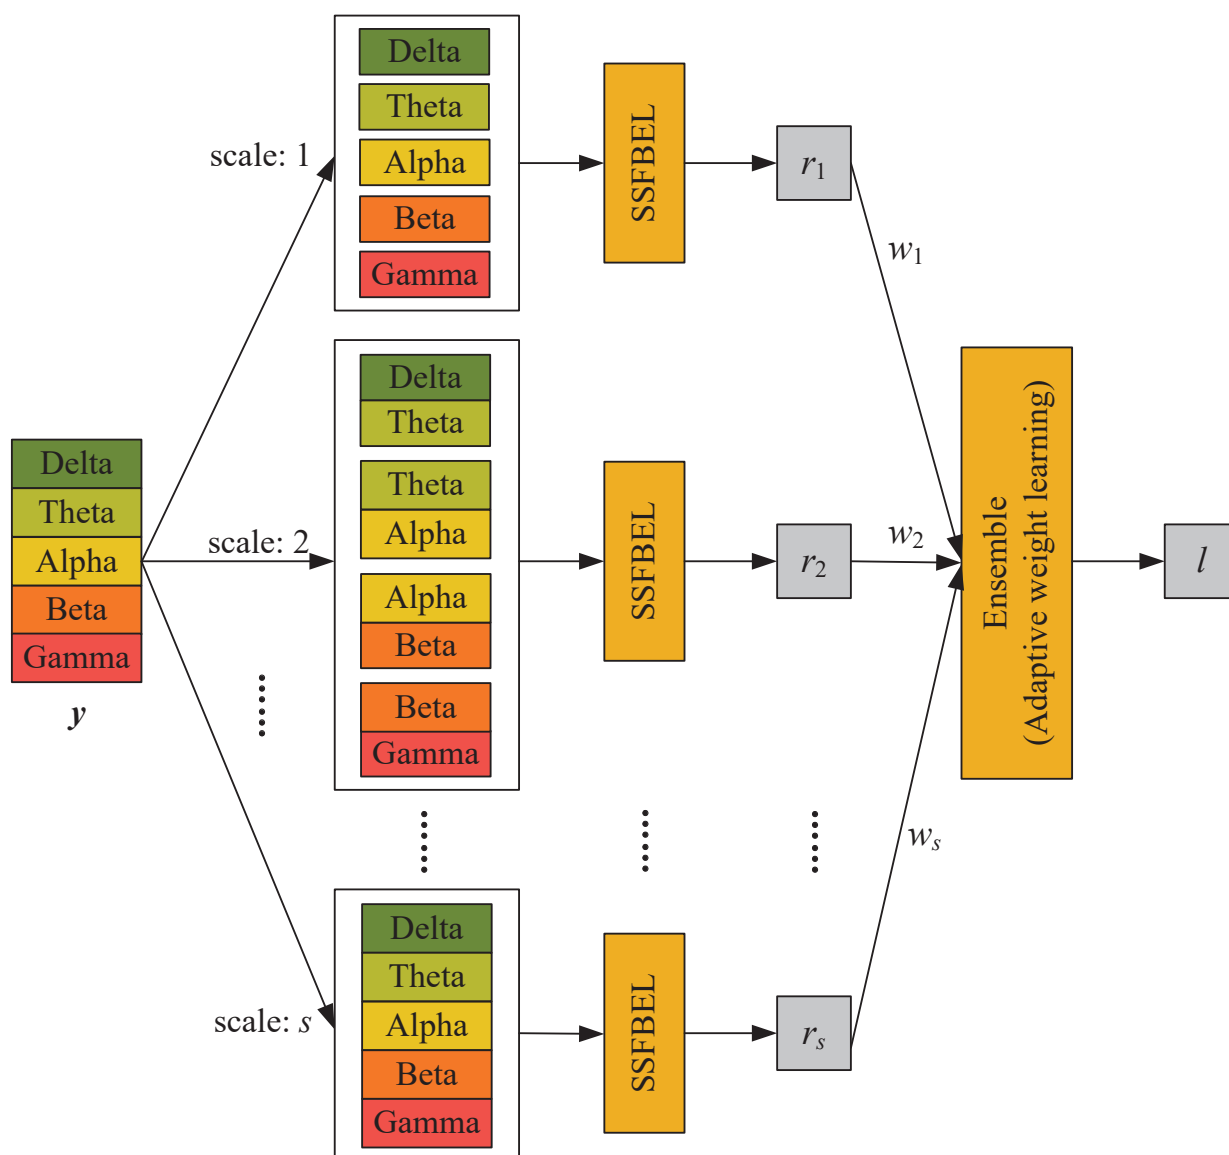 Delta
Theta
Alpha
Beta
Gamma
y
scale: 1
Delta
Theta
Alpha
Beta
Gamma
SSFBEL
r1
w1
scale: 2
Delta
Theta
Theta
Alpha
Alpha
Beta
Beta
Gamma
SSFBEL
r2
w2
scale: s
Delta
Theta
Alpha
Beta
Gamma
SSFBEL
rs
ws
Ensemble
(Adaptive weight learning)
l